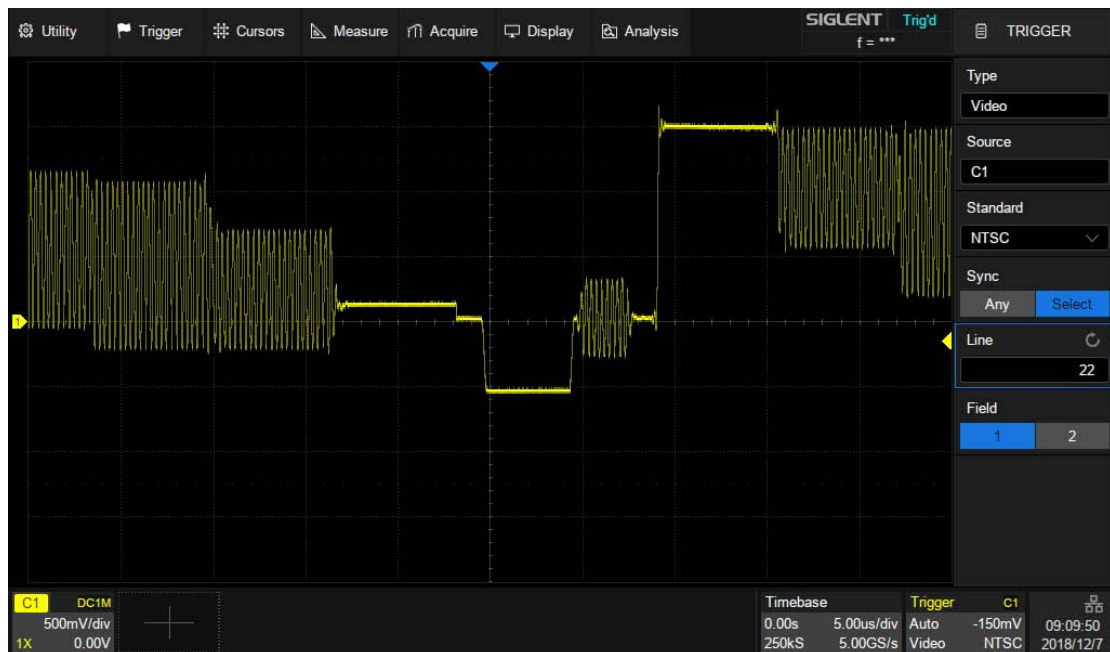 Utility Trigger Cursors Measure Acquire Display Analysis
SIGLENT Trig'd
f = ***
TRIGGER
Type
Video
Source
C1
Standard
NTSC
Sync
Any Select
Line
22
Field
1 2
1
C1 DC1M
500mV/div
1X 0.00V
Timebase
0.00s 5.00us/div
250kS 5.00GS/s
Trigger C1
Auto -150mV
Video NTSC
09:09:50
2018/12/7